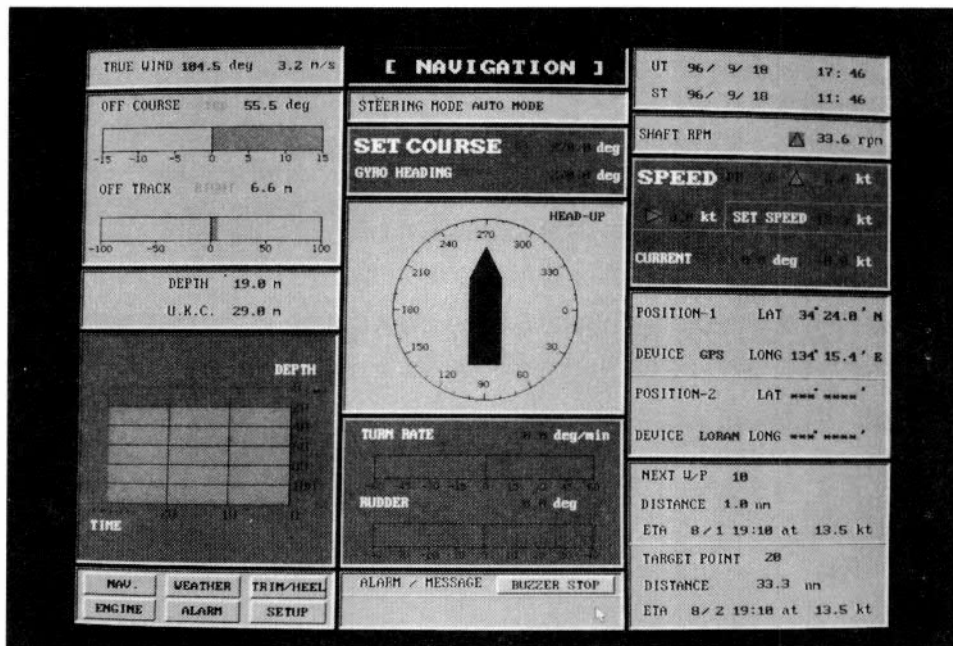 TRUE WIND 104.5 deg 3.2 m/s
OFF COURSE 55.5 deg
-15 -10 -5 0 5 10 15
OFF TRACK 6.6 m
-100 -50 0 50 100
DEPTH 19.0 m
U.K.C. 29.0 m
DEPTH
TIME
NAV. WEATHER TRIM/HEEL
ENGINE ALARM SETUP
[ NAVIGATION ]
STEERING MODE AUTO MODE
SET COURSE deg
GYRO HEADING deg
HEAD-UP
270
240 300
210 330
180 0
150 30
120 60
90
TURN RATE deg/min
RUDDER deg
ALARM / MESSAGE BUZZER STOP
UT 96/ 9/ 18 17: 46
ST 96/ 9/ 18 11: 46
SHAFT RPM 33.6 rpm
SPEED kt
kt SET SPEED kt
CURRENT deg kt
POSITION-1 LAT 34° 24.0' N
DEVICE GPS LONG 134° 15.4' E
POSITION-2 LAT ***° ****'
DEVICE LORAN LONG ***° ****'
NEXT W/P 10
DISTANCE 1.0 nm
ETA 8/ 1 19:10 at 13.5 kt
TARGET POINT 20
DISTANCE 33.3 nm
ETA 8/ 2 19:10 at 13.5 kt